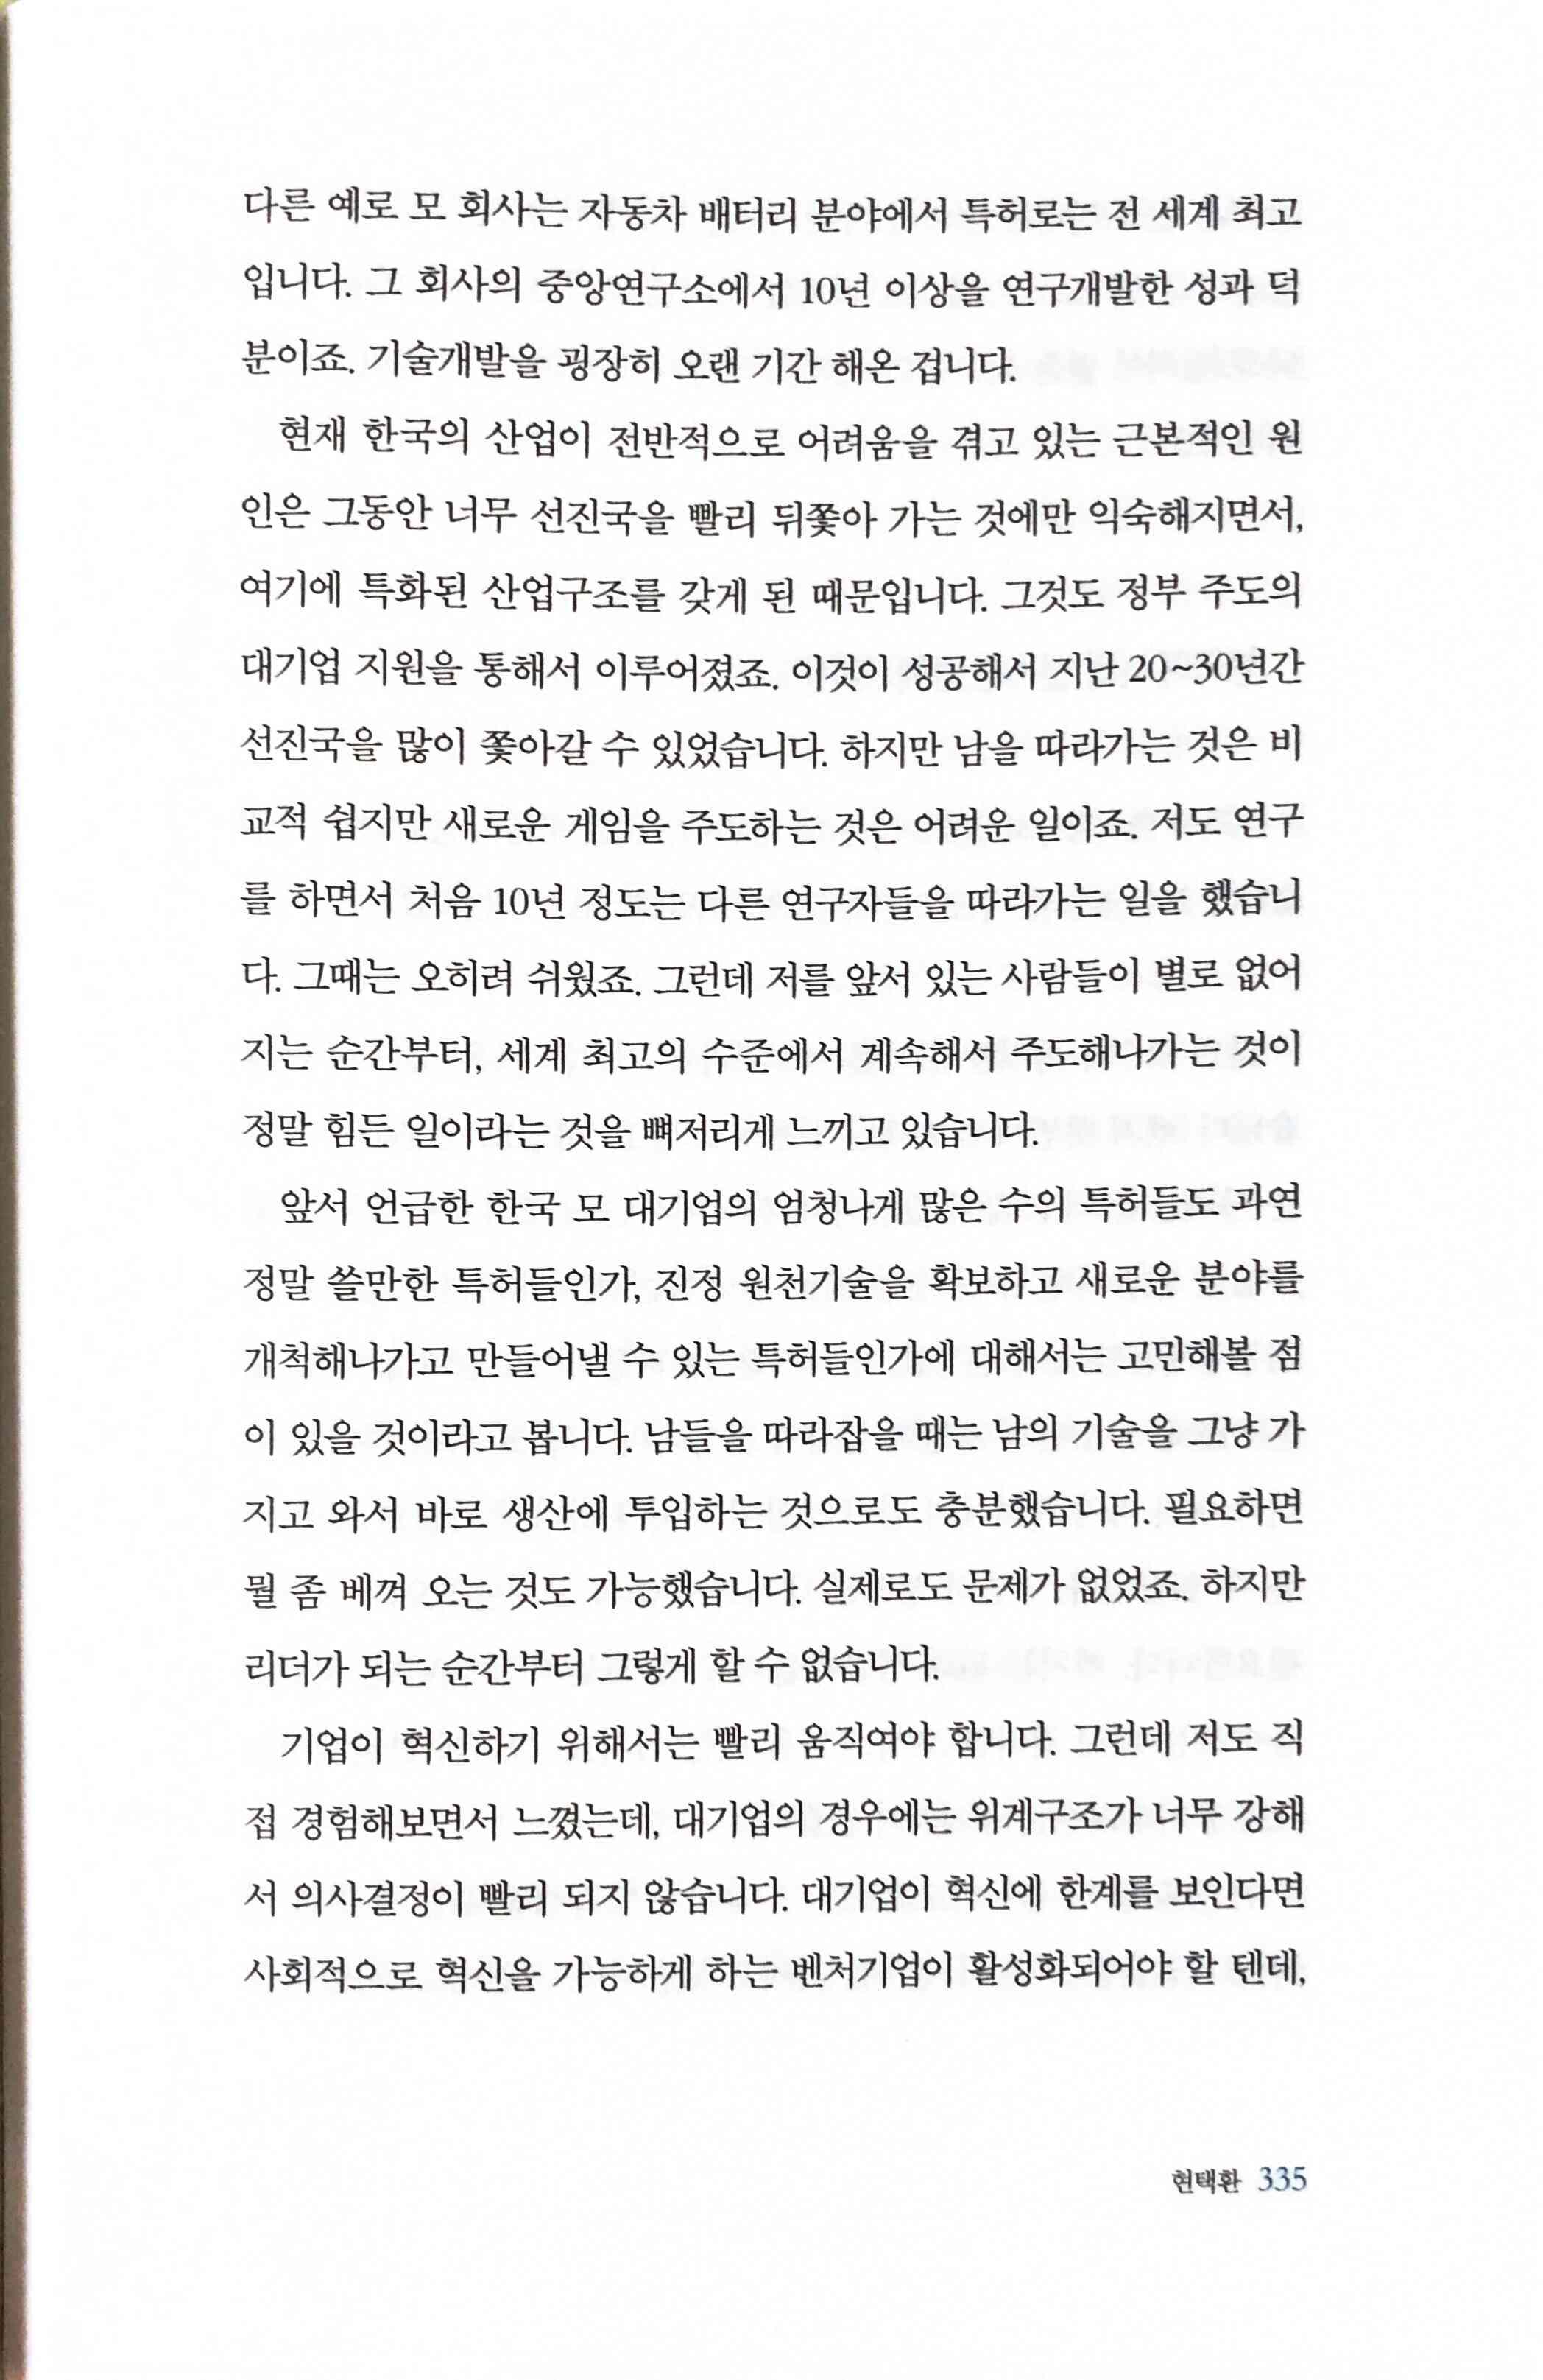 다른 예로 모 회사는 자동차 배터리 분야에서 특허로는 전 세계 최고
입니다. 그 회사의 중앙연구소에서 10년 이상을 연구개발한 성과 덕
분이죠. 기술개발을 굉장히 오랜 기간 해온 겁니다.
현재 한국의 산업이 전반적으로 어려움을 겪고 있는 근본적인 원
인은 그동안 너무 선진국을 빨리 뒤쫓아 가는 것에만 익숙해지면서,
여기에 특화된 산업구조를 갖게 된 때문입니다. 그것도 정부 주도의
대기업 지원을 통해서 이루어졌죠. 이것이 성공해서 지난 20~30년간
선진국을 많이 쫓아갈 수 있었습니다. 하지만 남을 따라가는 것은 비
교적 쉽지만 새로운 게임을 주도하는 것은 어려운 일이죠. 저도 연구
를 하면서 처음 10년 정도는 다른 연구자들을 따라가는 일을 했습니
다. 그때는 오히려 쉬웠죠. 그런데 저를 앞서 있는 사람들이 별로 없어
지는 순간부터, 세계 최고의 수준에서 계속해서 주도해나가는 것이
정말 힘든 일이라는 것을 뼈저리게 느끼고 있습니다.
앞서 언급한 한국 모 대기업의 엄청나게 많은 수의 특허들도 과연
정말 쓸만한 특허들인가, 진정 원천기술을 확보하고 새로운 분야를
개척해나가고 만들어낼 수 있는 특허들인가에 대해서는 고민해볼 점
이 있을 것이라고 봅니다. 남들을 따라잡을 때는 남의 기술을 그냥 가
지고 와서 바로 생산에 투입하는 것으로도 충분했습니다. 필요하면
뭘 좀 베껴 오는 것도 가능했습니다. 실제로도 문제가 없었죠. 하지만
리더가 되는 순간부터 그렇게 할 수 없습니다.
기업이 혁신하기 위해서는 빨리 움직여야 합니다. 그런데 저도 직
접 경험해보면서 느꼈는데, 대기업의 경우에는 위계구조가 너무 강해
서 의사결정이 빨리 되지 않습니다. 대기업이 혁신에 한계를 보인다면
사회적으로 혁신을 가능하게 하는 벤처기업이 활성화되어야 할 텐데,
현택환 335